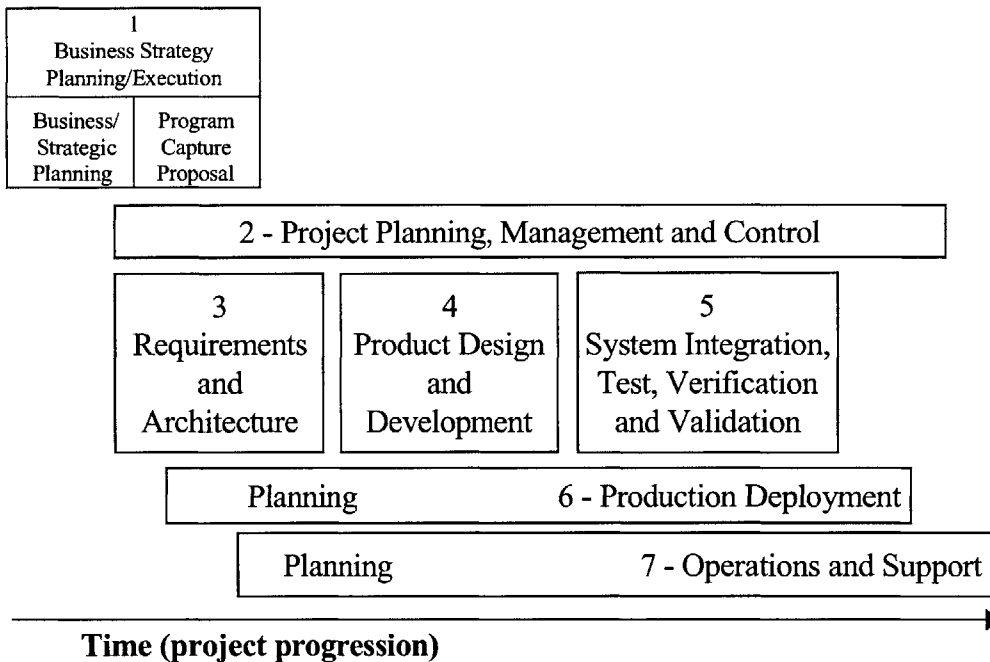 1
Business Strategy
Planning/Execution
Business/
Strategic
Planning
Program
Capture
Proposal
2 - Project Planning, Management and Control
3
Requirements
and
Architecture
4
Product Design
and
Development
5
System Integration,
Test, Verification
and Validation
Planning 6 - Production Deployment
Planning 7 - Operations and Support
Time (project progression)